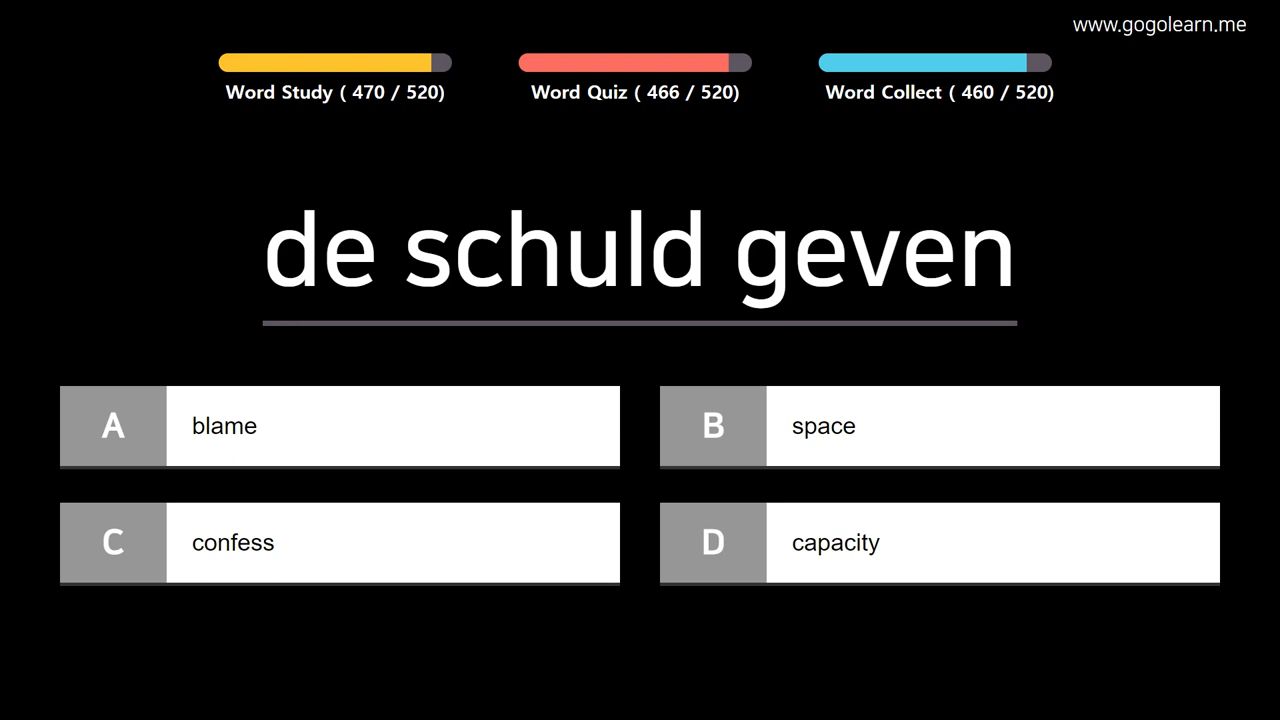 www.gogolearn.me
Word Study ( 470 / 520)
Word Quiz ( 466 / 520)
Word Collect ( 460 / 520)
de schuld geven
A blame
B space
C confess
D capacity